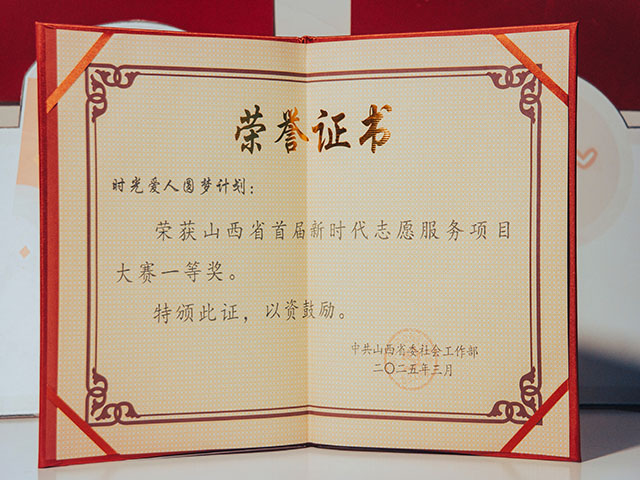 荣誉证书
时光爱人圆梦计划：
荣获山西省首届新时代志愿服务项目
大赛一等奖。
特颁此证，以资鼓励。
中共山西省委社会工作部
二〇二五年三月